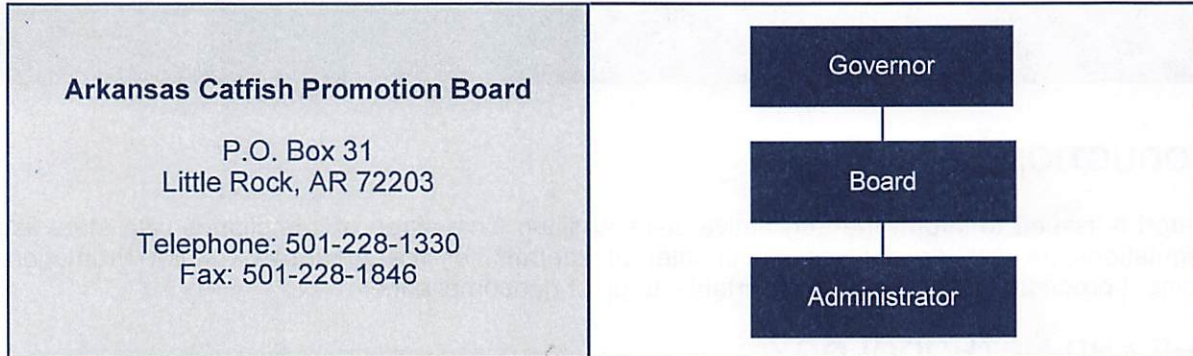 Arkansas Catfish Promotion Board
P.O. Box 31
Little Rock, AR 72203
Telephone: 501-228-1330
Fax: 501-228-1846
Governor
Board
Administrator